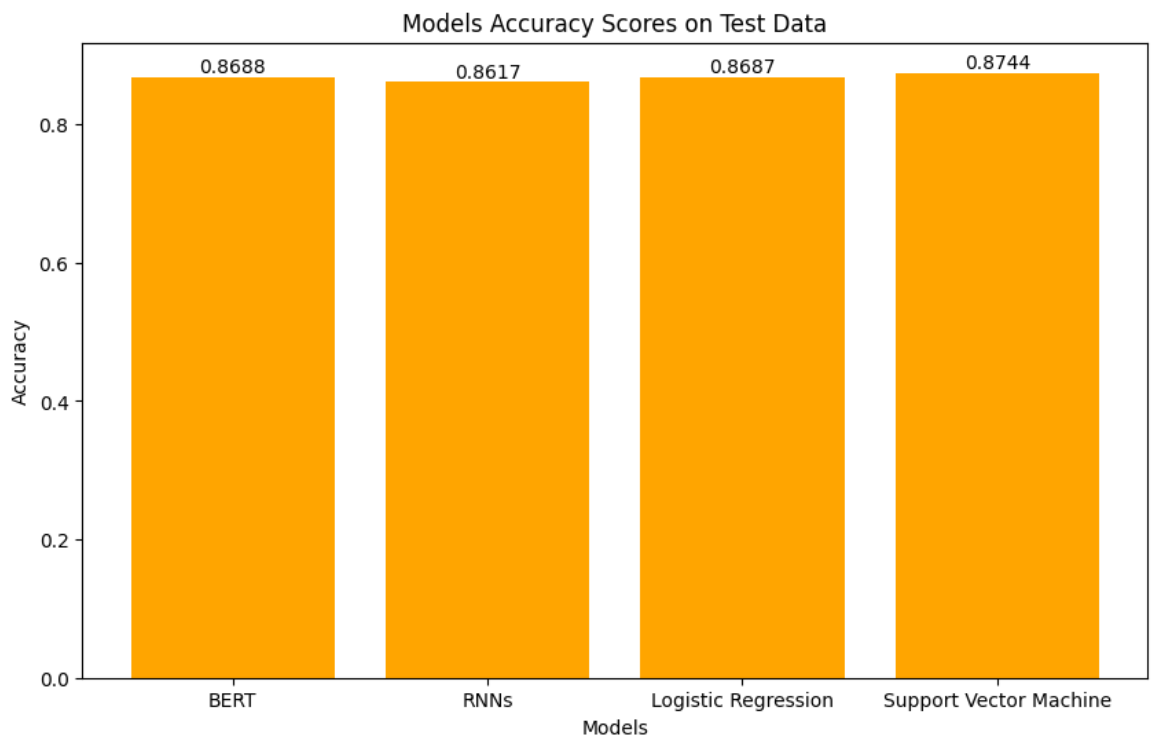 Models Accuracy Scores on Test Data
0.8688
0.8617
0.8687
0.8744
0.8
0.6
0.4
0.2
0.0
Accuracy
BERT
RNNs
Logistic Regression
Support Vector Machine
Models